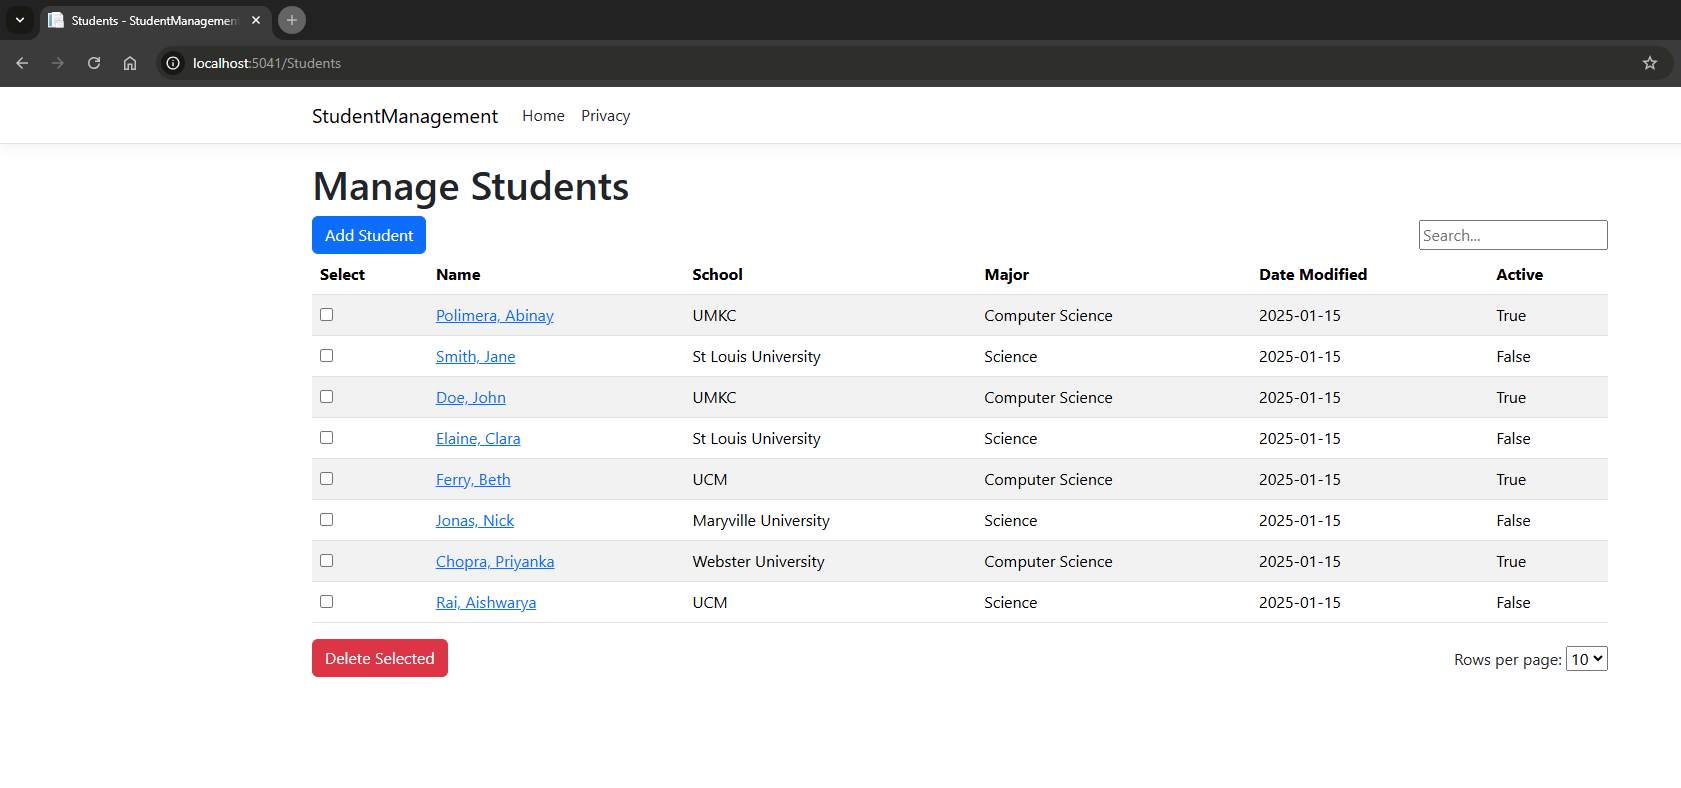 Students - StudentManagemen
localhost:5041/Students
StudentManagement Home Privacy
Manage Students
Add Student Search...
Select Name School Major Date Modified Active
Polimera, Abinay UMKC Computer Science 2025-01-15 True
Smith, Jane St Louis University Science 2025-01-15 False
Doe, John UMKC Computer Science 2025-01-15 True
Elaine, Clara St Louis University Science 2025-01-15 False
Ferry, Beth UCM Computer Science 2025-01-15 True
Jonas, Nick Maryville University Science 2025-01-15 False
Chopra, Priyanka Webster University Computer Science 2025-01-15 True
Rai, Aishwarya UCM Science 2025-01-15 False
Delete Selected Rows per page: 10